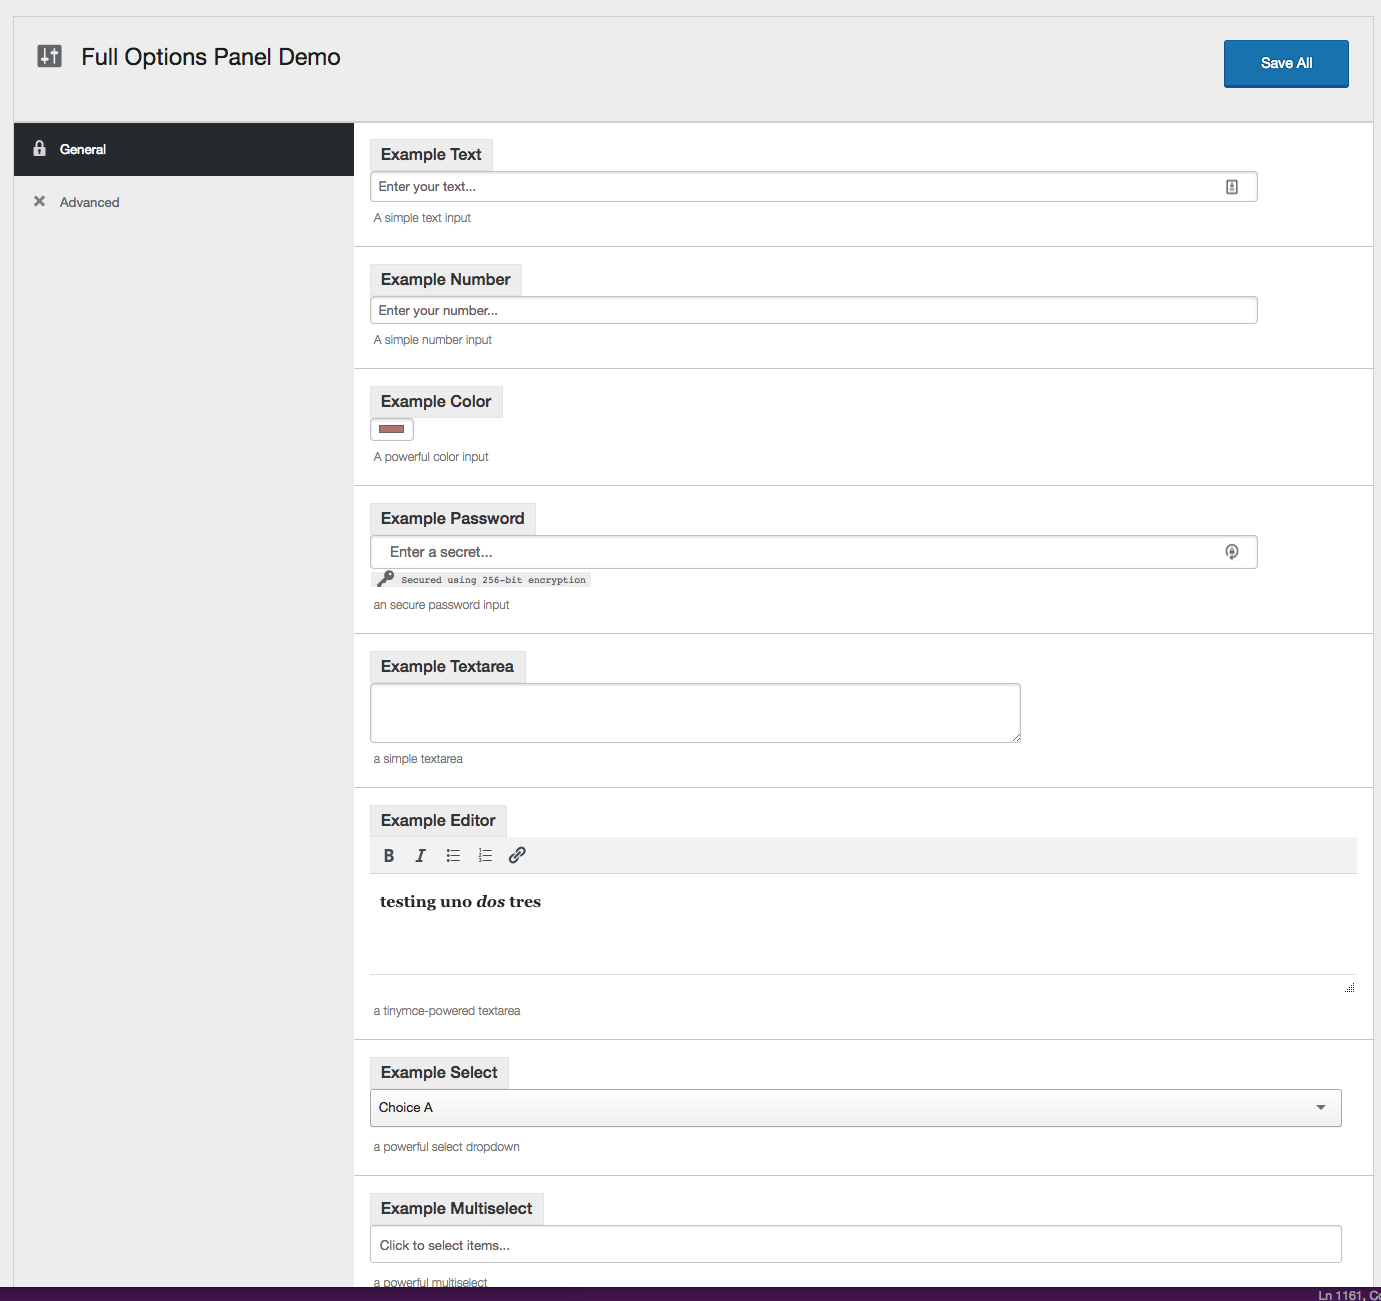 Full Options Panel Demo
Save All
General
Advanced
Example Text
Enter your text...
A simple text input
Example Number
Enter your number...
A simple number input
Example Color
A powerful color input
Example Password
Enter a secret...
Secured using 256-bit encryption
an secure password input
Example Textarea
a simple textarea
Example Editor
B I
testing uno dos tres
a tinymce-powered textarea
Example Select
Choice A
a powerful select dropdown
Example Multiselect
Click to select items...
a powerful multiselect
Ln 1161,